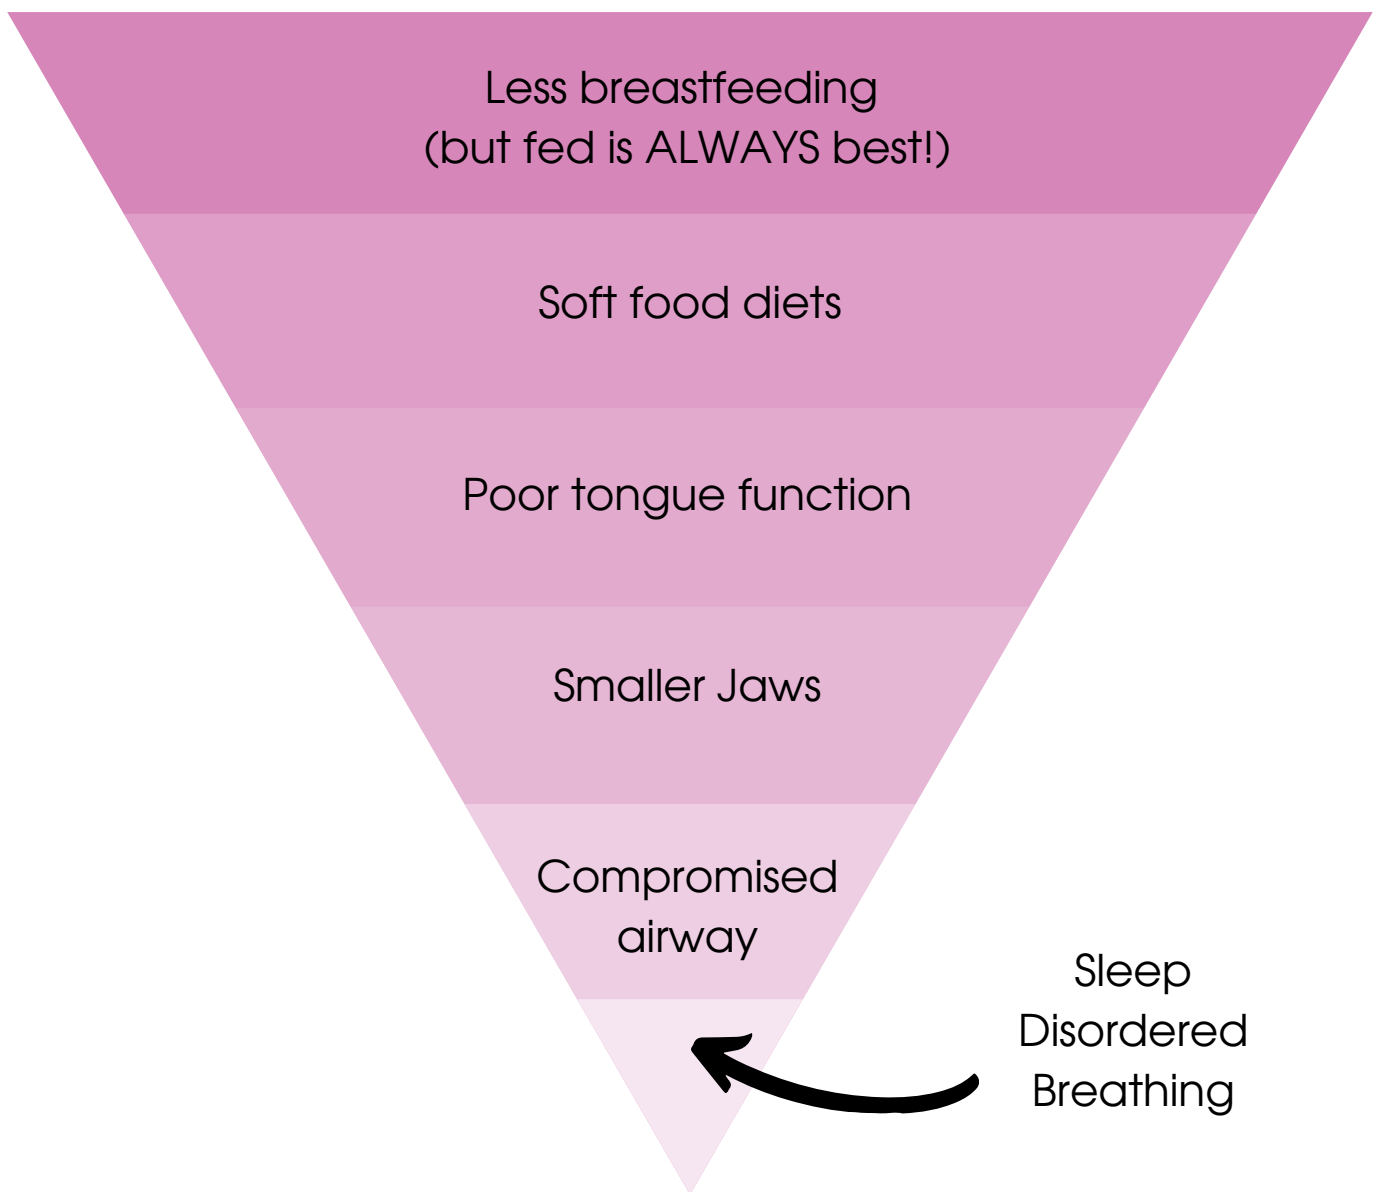 Less breastfeeding
(but fed is ALWAYS best!)
Soft food diets
Poor tongue function
Smaller Jaws
Compromised
airway
Sleep
Disordered
Breathing